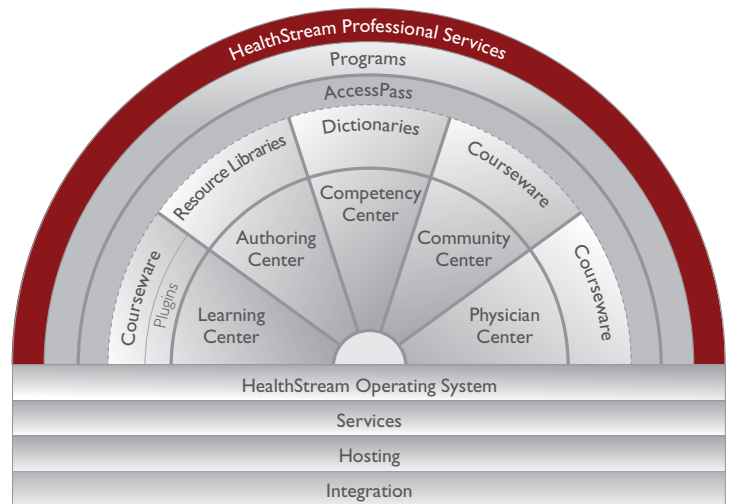 HealthStream Professional Services
Programs
AccessPass
Dictionaries
Resource Libraries
Courseware
Competency
Center
Authoring
Center
Community
Center
Courseware
Plugins
Learning
Center
Physician
Center
Courseware
HealthStream Operating System
Services
Hosting
Integration